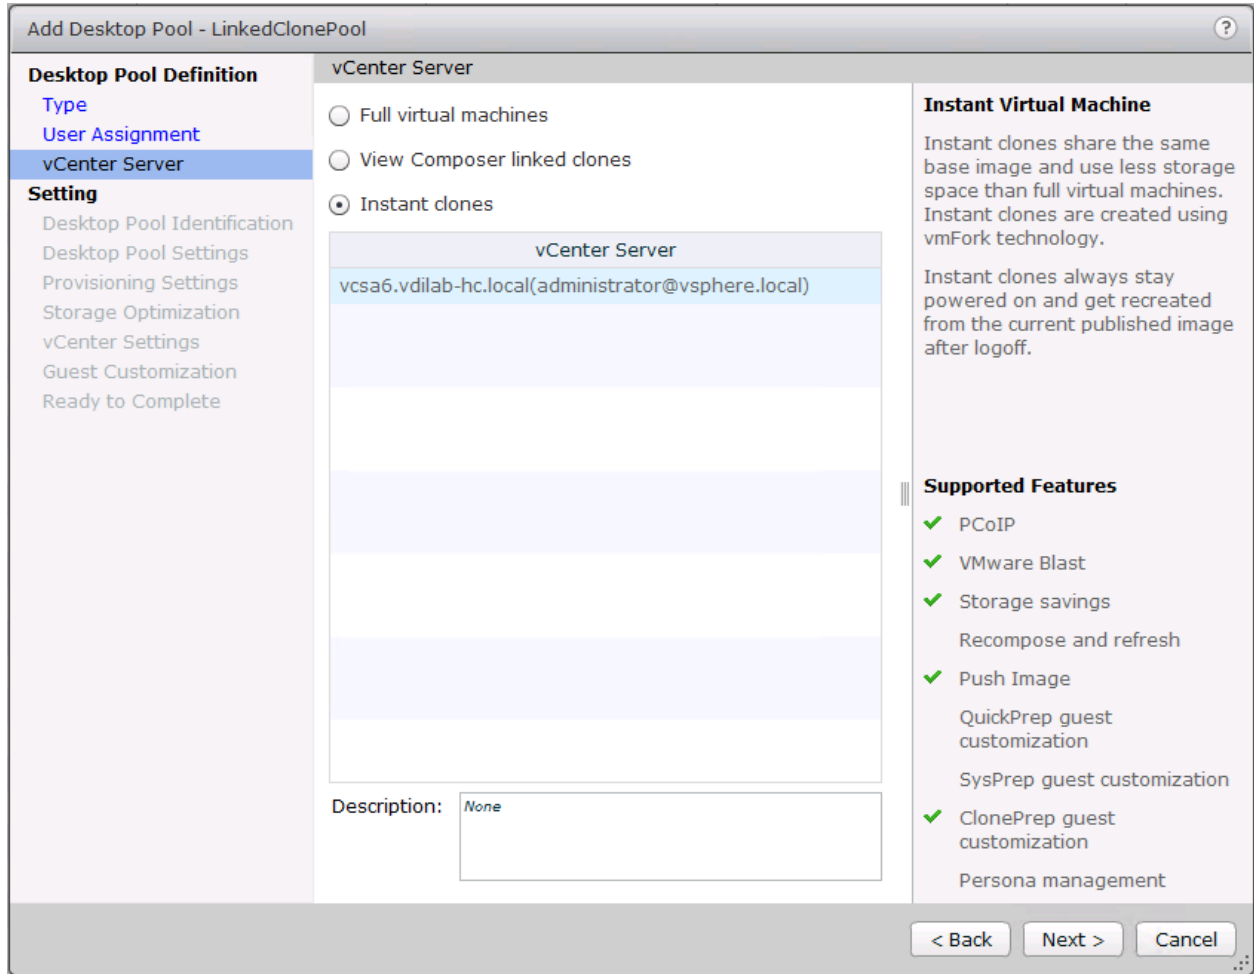 Add Desktop Pool - LinkedClonePool
?
Desktop Pool Definition
Type
User Assignment
vCenter Server
Setting
Desktop Pool Identification
Desktop Pool Settings
Provisioning Settings
Storage Optimization
vCenter Settings
Guest Customization
Ready to Complete
vCenter Server
Full virtual machines
View Composer linked clones
Instant clones
vCenter Server
vcsa6.vdilab-hc.local(administrator@vsphere.local)
Description:
None
Instant Virtual Machine
Instant clones share the same
base image and use less storage
space than full virtual machines.
Instant clones are created using
vmFork technology.
Instant clones always stay
powered on and get recreated
from the current published image
after logoff.
Supported Features
PCoIP
VMware Blast
Storage savings
Recompose and refresh
Push Image
QuickPrep guest
customization
SysPrep guest customization
ClonePrep guest
customization
Persona management
< Back
Next >
Cancel